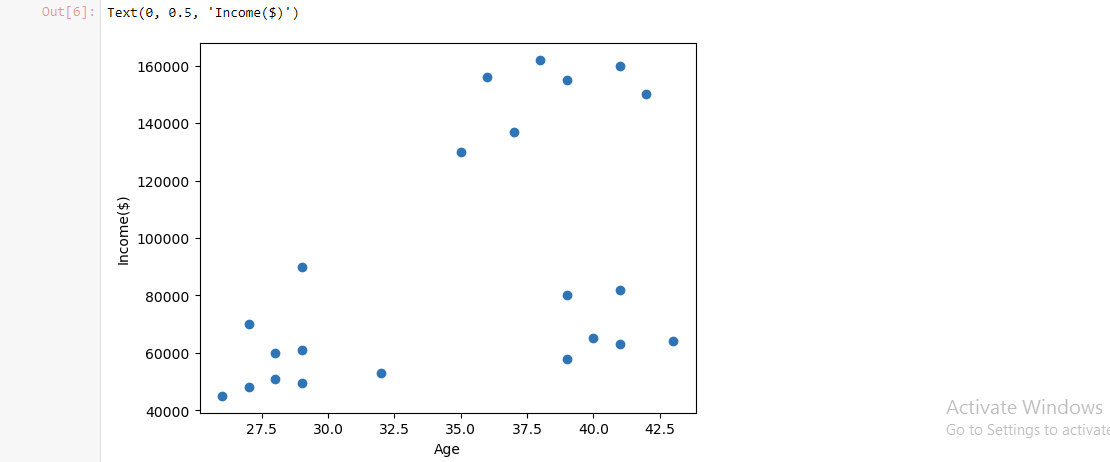 Out[6]: Text(0, 0.5, 'Income($)')
160000
140000
120000
100000
80000
60000
40000
Income($)
27.5 30.0 32.5 35.0 37.5 40.0 42.5
Age
Activate Windows
Go to Settings to activate